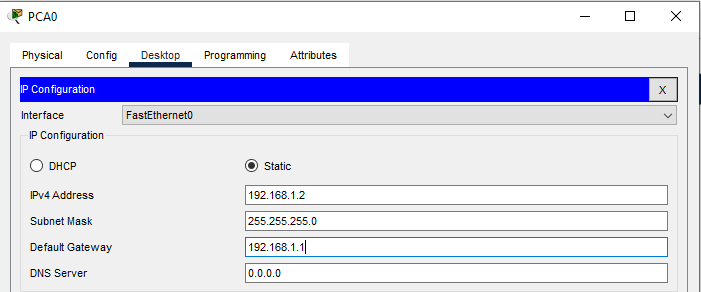 PCA0
Physical Config Desktop Programming Attributes
IP Configuration X
Interface FastEthernet0
IP Configuration
DHCP Static
IPv4 Address 192.168.1.2
Subnet Mask 255.255.255.0
Default Gateway 192.168.1.1
DNS Server 0.0.0.0